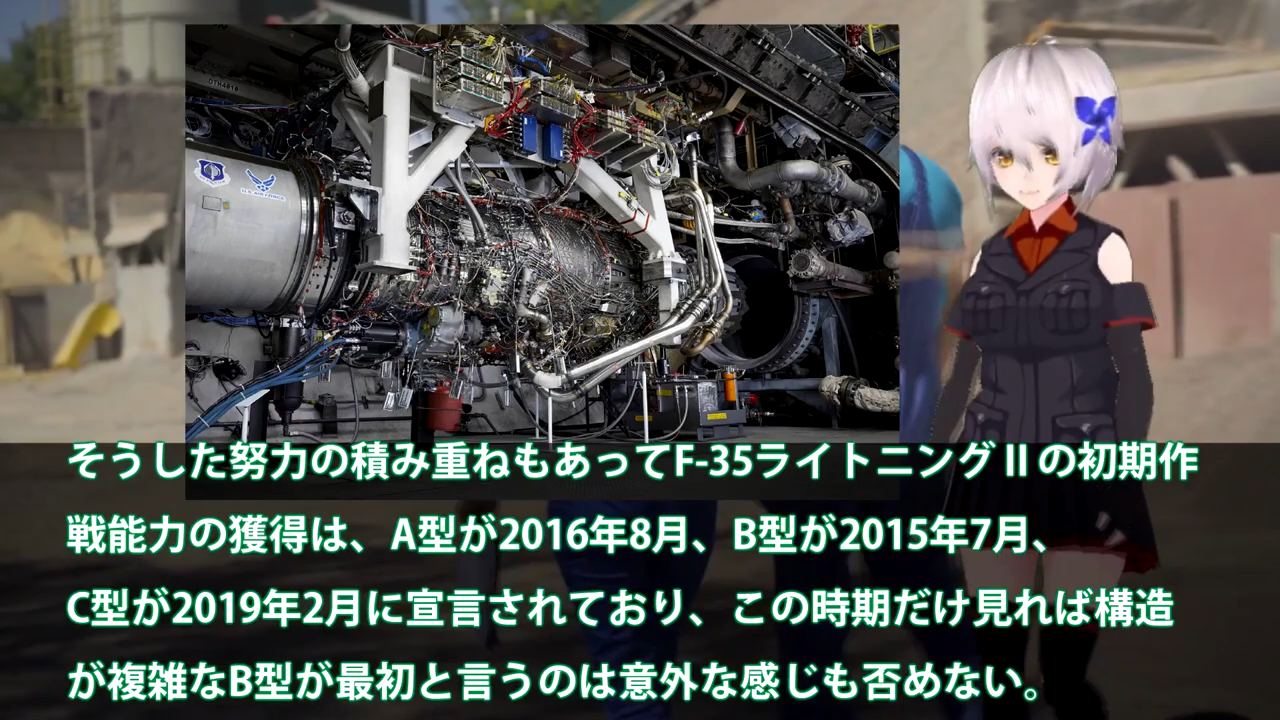 DTH4016
U.S. AIR FORCE
そうした努力の積み重ねもあってF-35ライトニングⅡの初期作
戦能力の獲得は、A型が2016年8月、B型が2015年7月、
C型が2019年2月に宣言されており、この時期だけ見れば構造
が複雑なB型が最初と言うのは意外な感じも否めない。